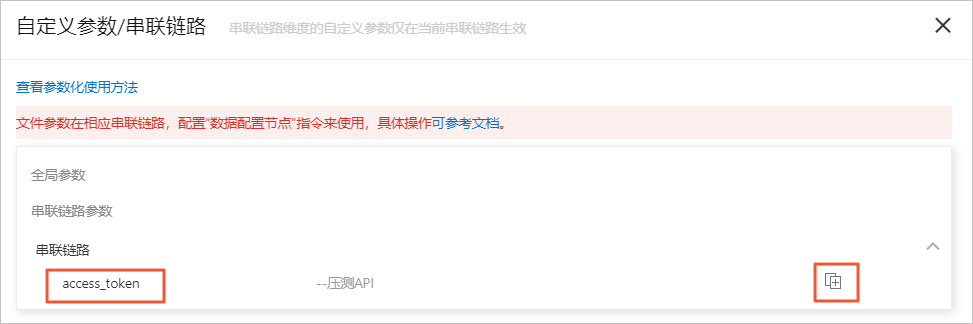 自定义参数/串联链路 串联链路维度的自定义参数仅在当前串联链路生效
查看参数化使用方法
文件参数在相应串联链路，配置“数据配置节点”指令来使用，具体操作可参考文档。
全局参数
串联链路参数
串联链路
access_token --压测API